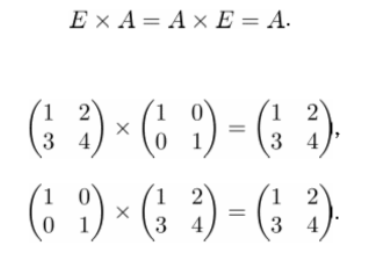 E × A = A × E = A.
(1 2
3 4) × (1 0
0 1) = (1 2
3 4),
(1 0
0 1) × (1 2
3 4) = (1 2
3 4).